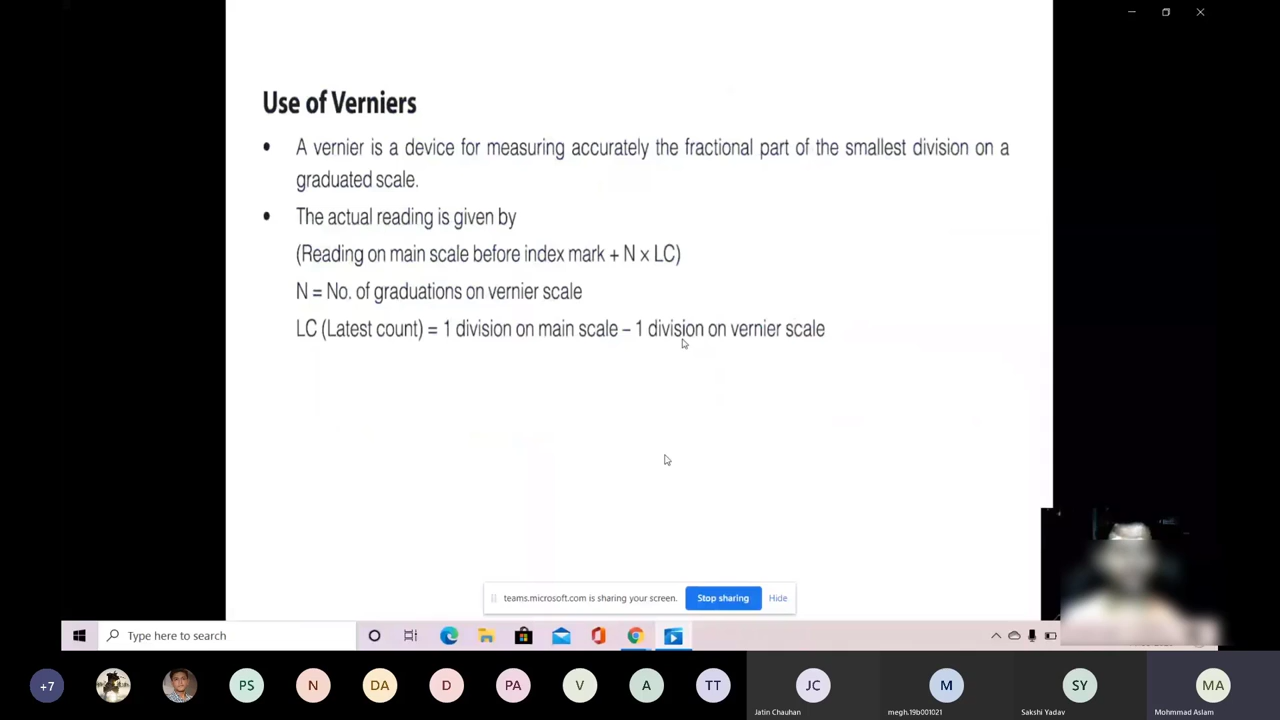 Use of Verniers
• A vernier is a device for measuring accurately the fractional part of the smallest division on a
graduated scale.
• The actual reading is given by
(Reading on main scale before index mark + N × LC)
N = No. of graduations on vernier scale
LC (Latest count) = 1 division on main scale – 1 division on vernier scale
teams.microsoft.com is sharing your screen. Stop sharing Hide
Type here to search
+7 PS N DA D PA V A TT JC M SY MA
Jatin Chauhan megh.19b001021 Sakshi Yadav Mohmmad Aslam